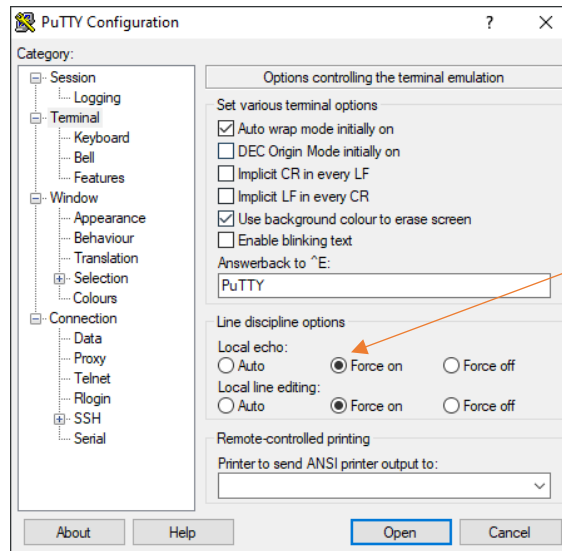 PuTTY Configuration
?
Category:
Session
Logging
Terminal
Keyboard
Bell
Features
Window
Appearance
Behaviour
Translation
Selection
Colours
Connection
Data
Proxy
Telnet
Rlogin
SSH
Serial
Options controlling the terminal emulation
Set various terminal options
Auto wrap mode initially on
DEC Origin Mode initially on
Implicit CR in every LF
Implicit LF in every CR
Use background colour to erase screen
Enable blinking text
Answerback to ^E:
PuTTY
Line discipline options
Local echo:
Auto Force on Force off
Local line editing:
Auto Force on Force off
Remote-controlled printing
Printer to send ANSI printer output to:
About Help Open Cancel